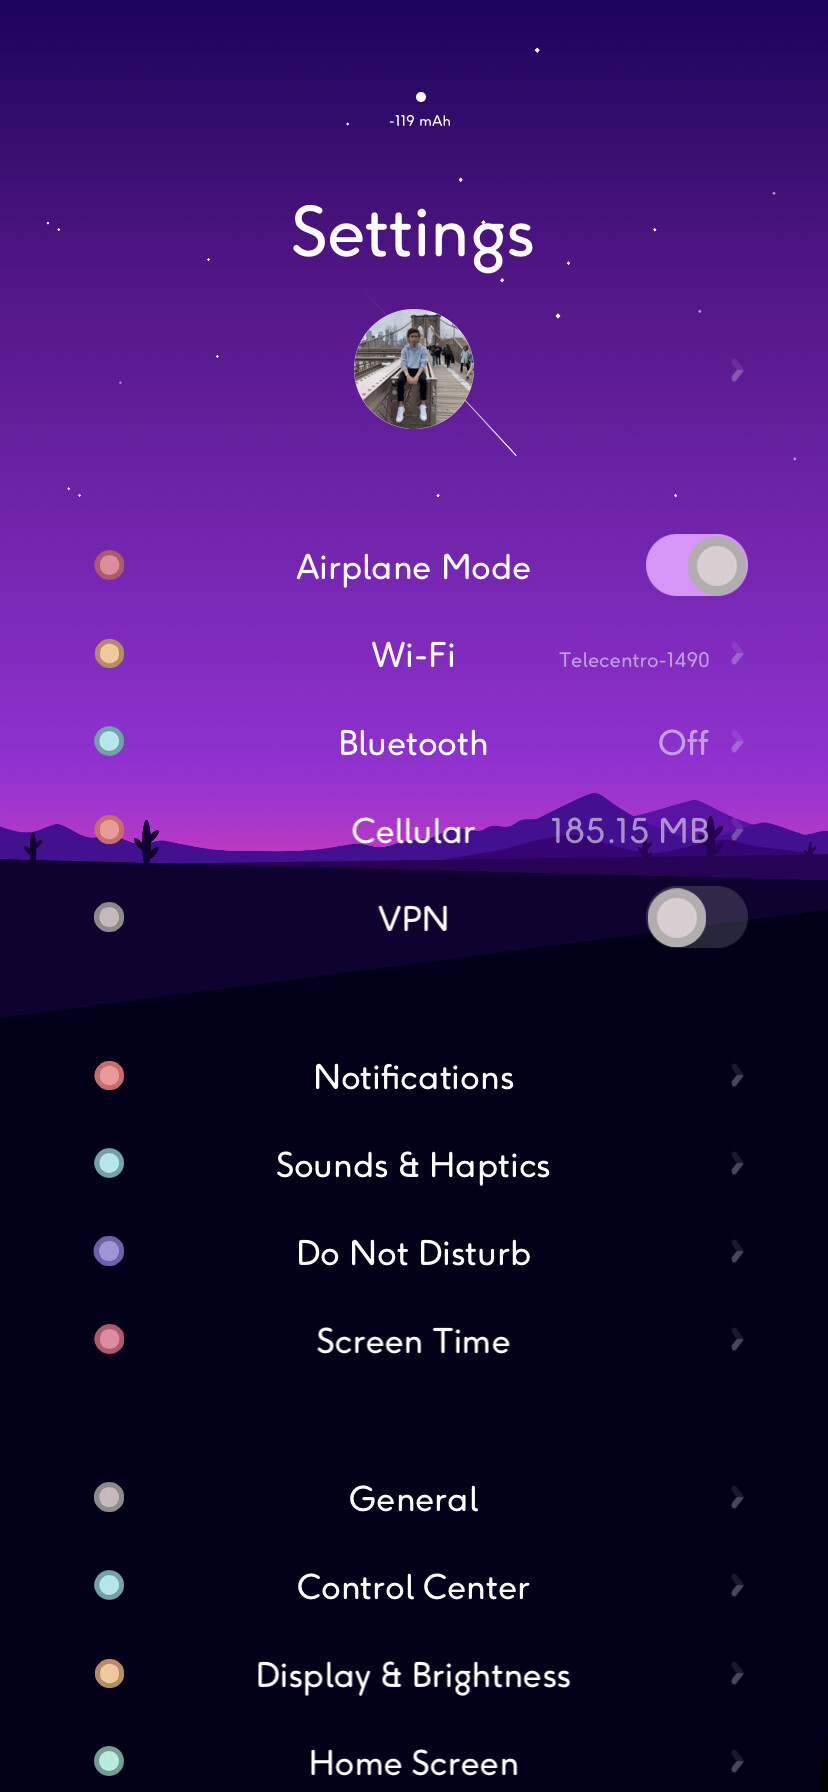 -119 mAh
Settings
Airplane Mode
Wi-Fi Telecentro-1490
Bluetooth Off
Cellular 185.15 MB
VPN
Notifications
Sounds & Haptics
Do Not Disturb
Screen Time
General
Control Center
Display & Brightness
Home Screen